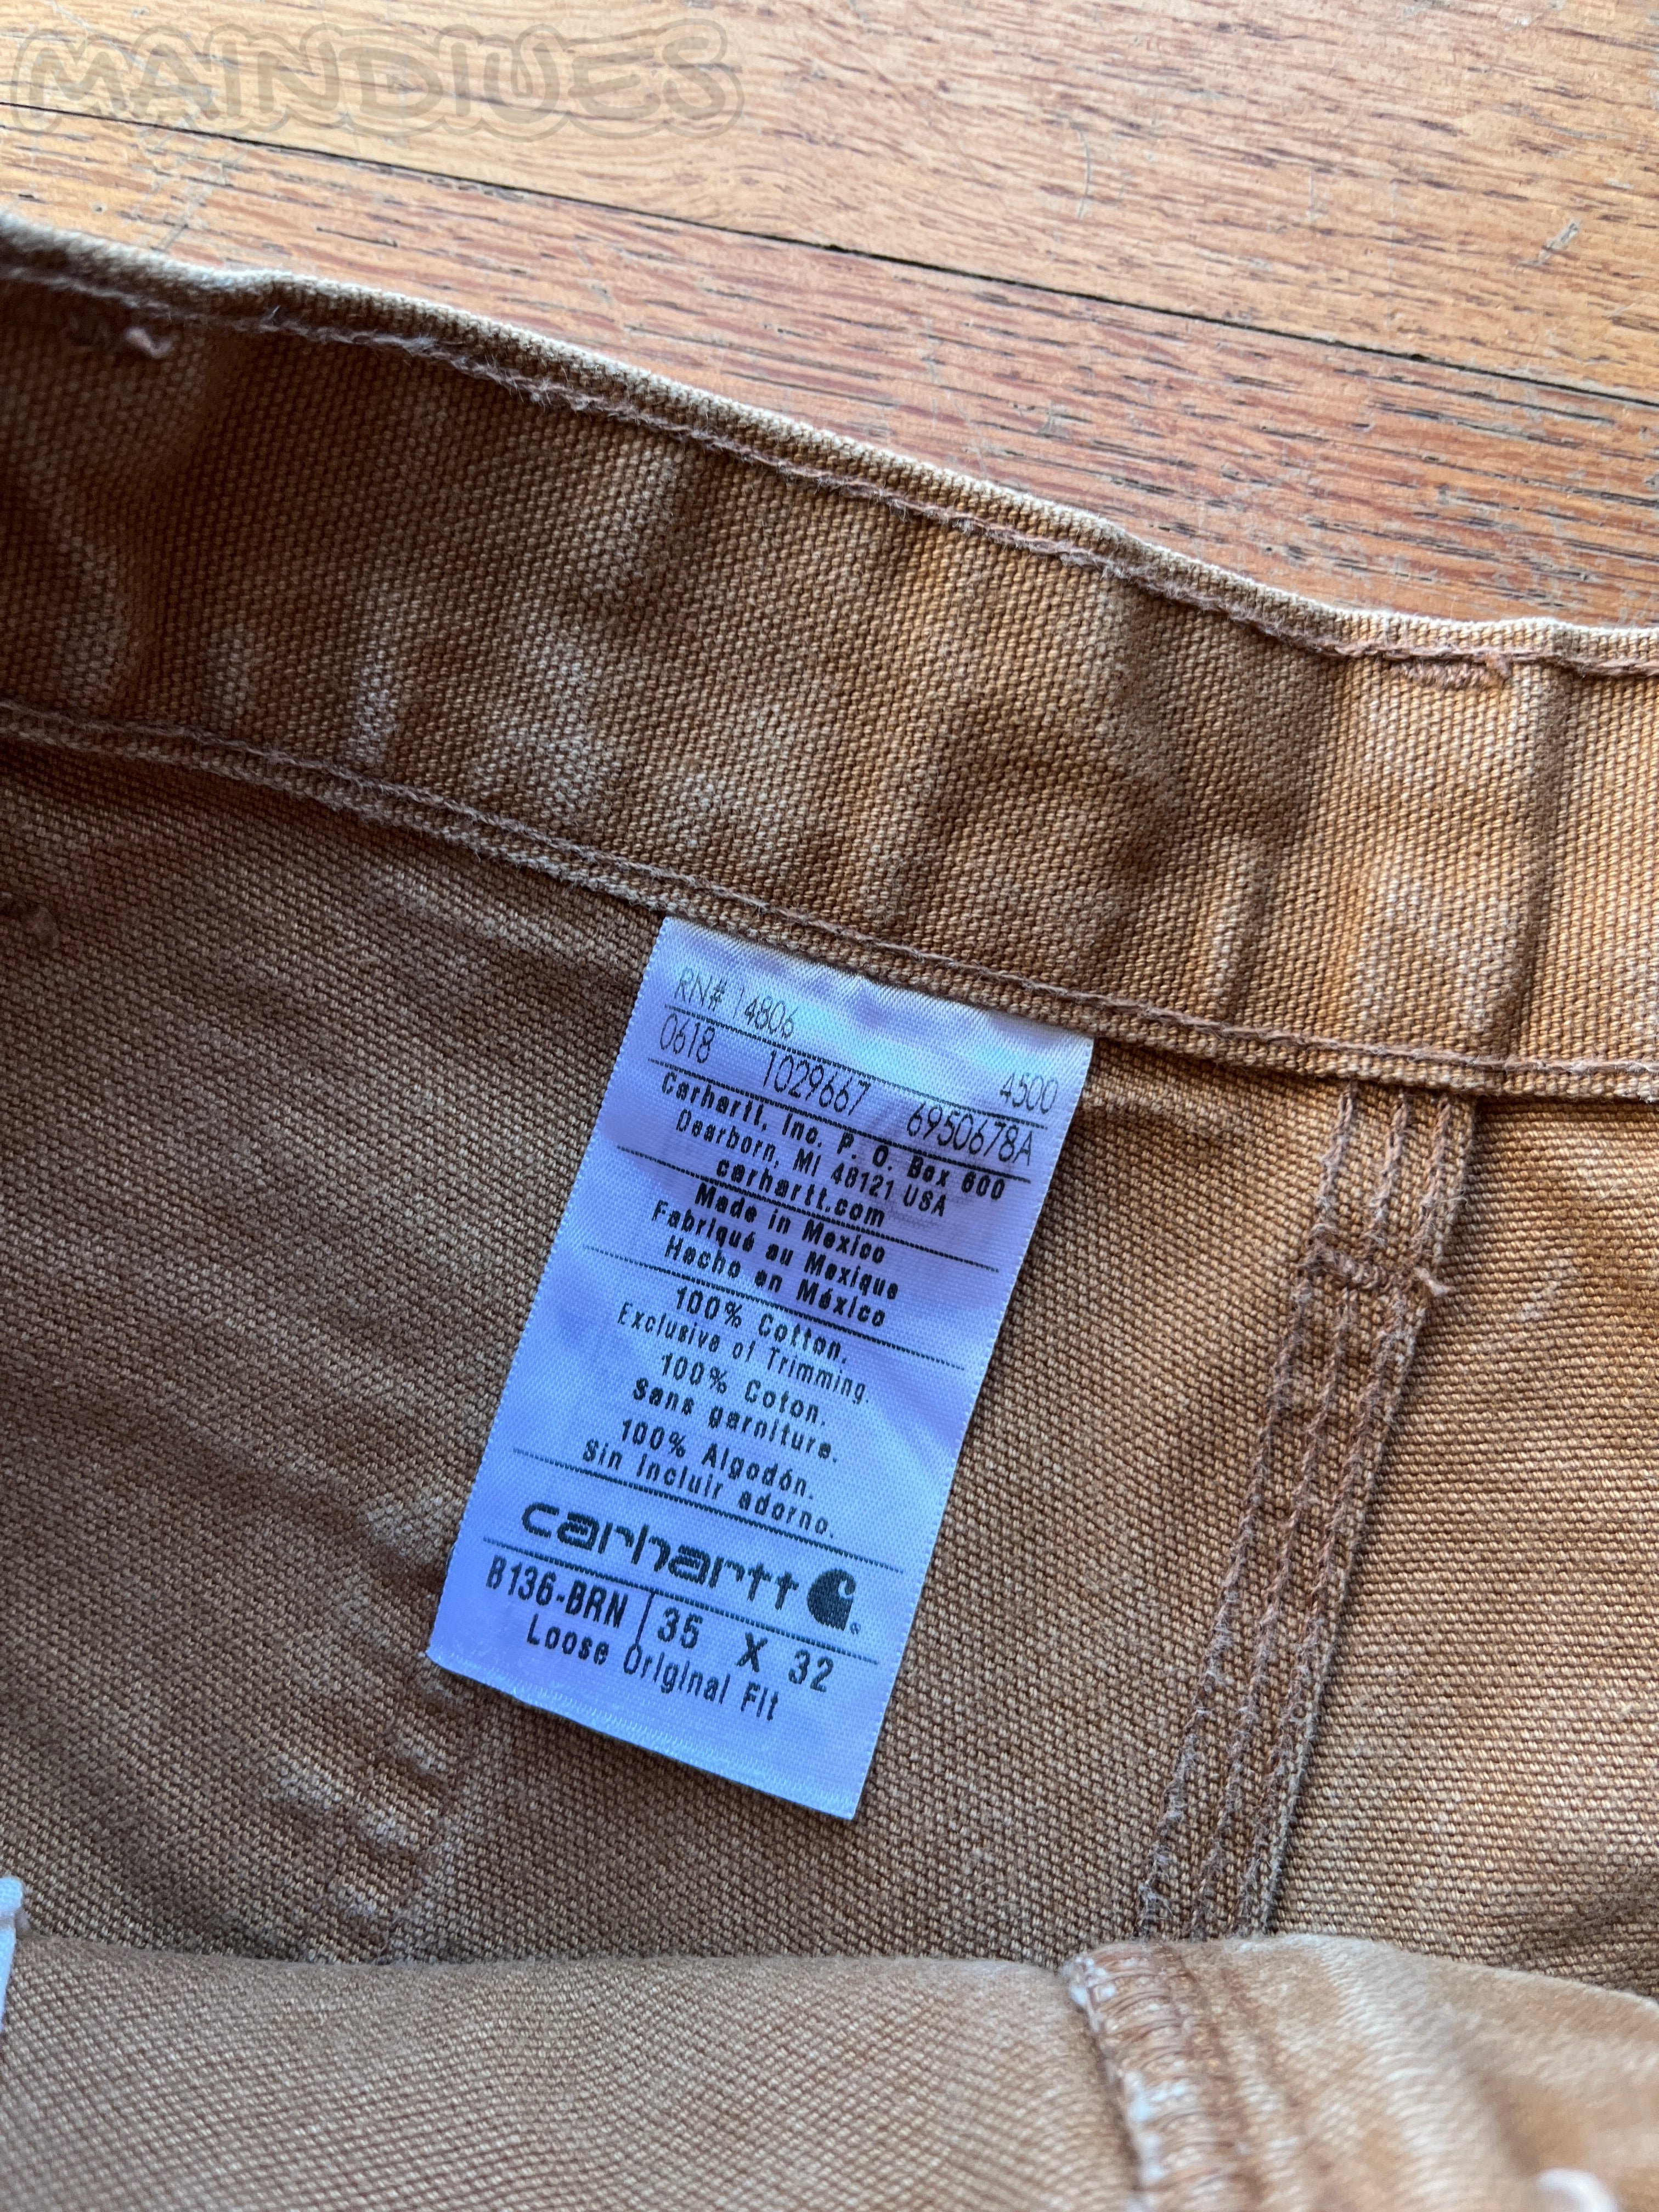 MAINDIUES
RN# 14806 4500
0618 1029667 6950678A
Carhartt, Inc. P. O. Box 600
Dearborn, MI 48121 USA
carhartt.com
Made in Mexico
Fabriqué au Mexique
Hecho en México
100% Cotton.
Exclusive of Trimming.
100% Coton.
Sans garniture.
100% Algodón.
Sin incluir adorno.
carhartt
B136-BRN 35 X 32
Loose Original Fit